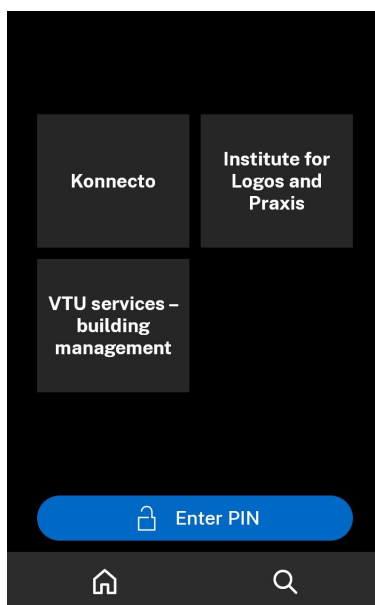 Konnecto
Institute for
Logos and
Praxis
VTU services –
building
management
Enter PIN